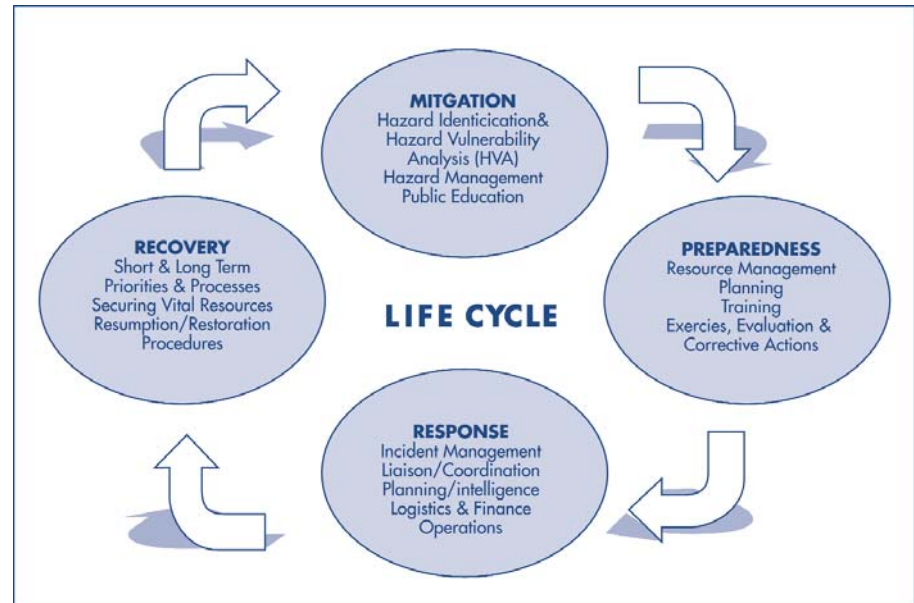 MITGATION
Hazard Identicication&
Hazard Vulnerability
Analysis (HVA)
Hazard Management
Public Education
RECOVERY
Short & Long Term
Priorities & Processes
Securing Vital Resources
Resumption/Restoration
Procedures
LIFE CYCLE
PREPAREDNESS
Resource Management
Planning
Training
Exercies, Evaluation &
Corrective Actions
RESPONSE
Incident Management
Liaison/Coordination
Planning/intelligence
Logistics & Finance
Operations